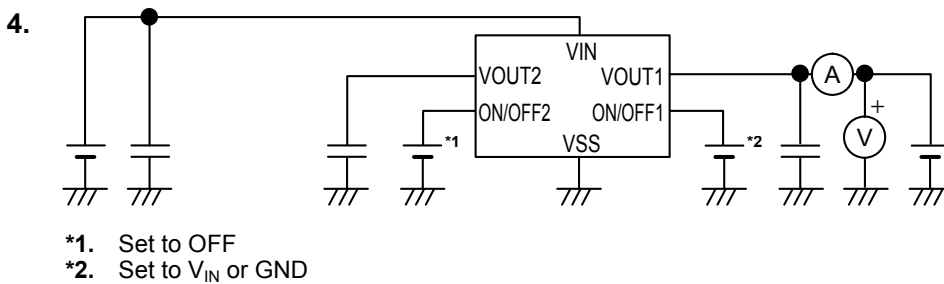 4.
VIN
VOUT2 VOUT1
ON/OFF2 ON/OFF1
*1 *2
VSS
A
+
V
*1. Set to OFF
*2. Set to VIN or GND